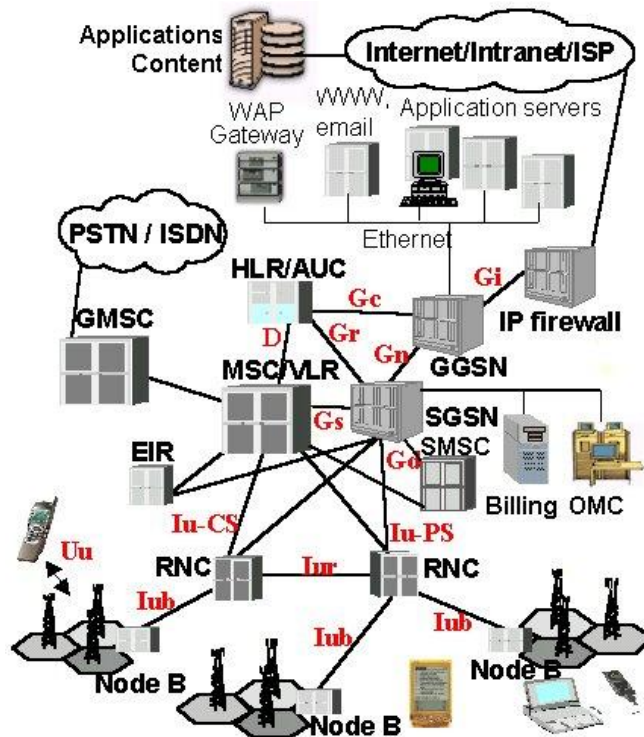 Applications
Content
Internet/Intranet/ISP
WAP
Gateway
WWW,
email
Application servers
Ethernet
PSTN / ISDN
HLR/AUC
Gc
Gi
IP firewall
GMSC
D
Gr
Gn
GGSN
MSC/VLR
Gs
SGSN
EIR
Gd
SMSC
Billing
OMC
Iu-CS
Iu-PS
Uu
RNC
Iur
RNC
Iub
Iub
Iub
Node B
Node B
Node B